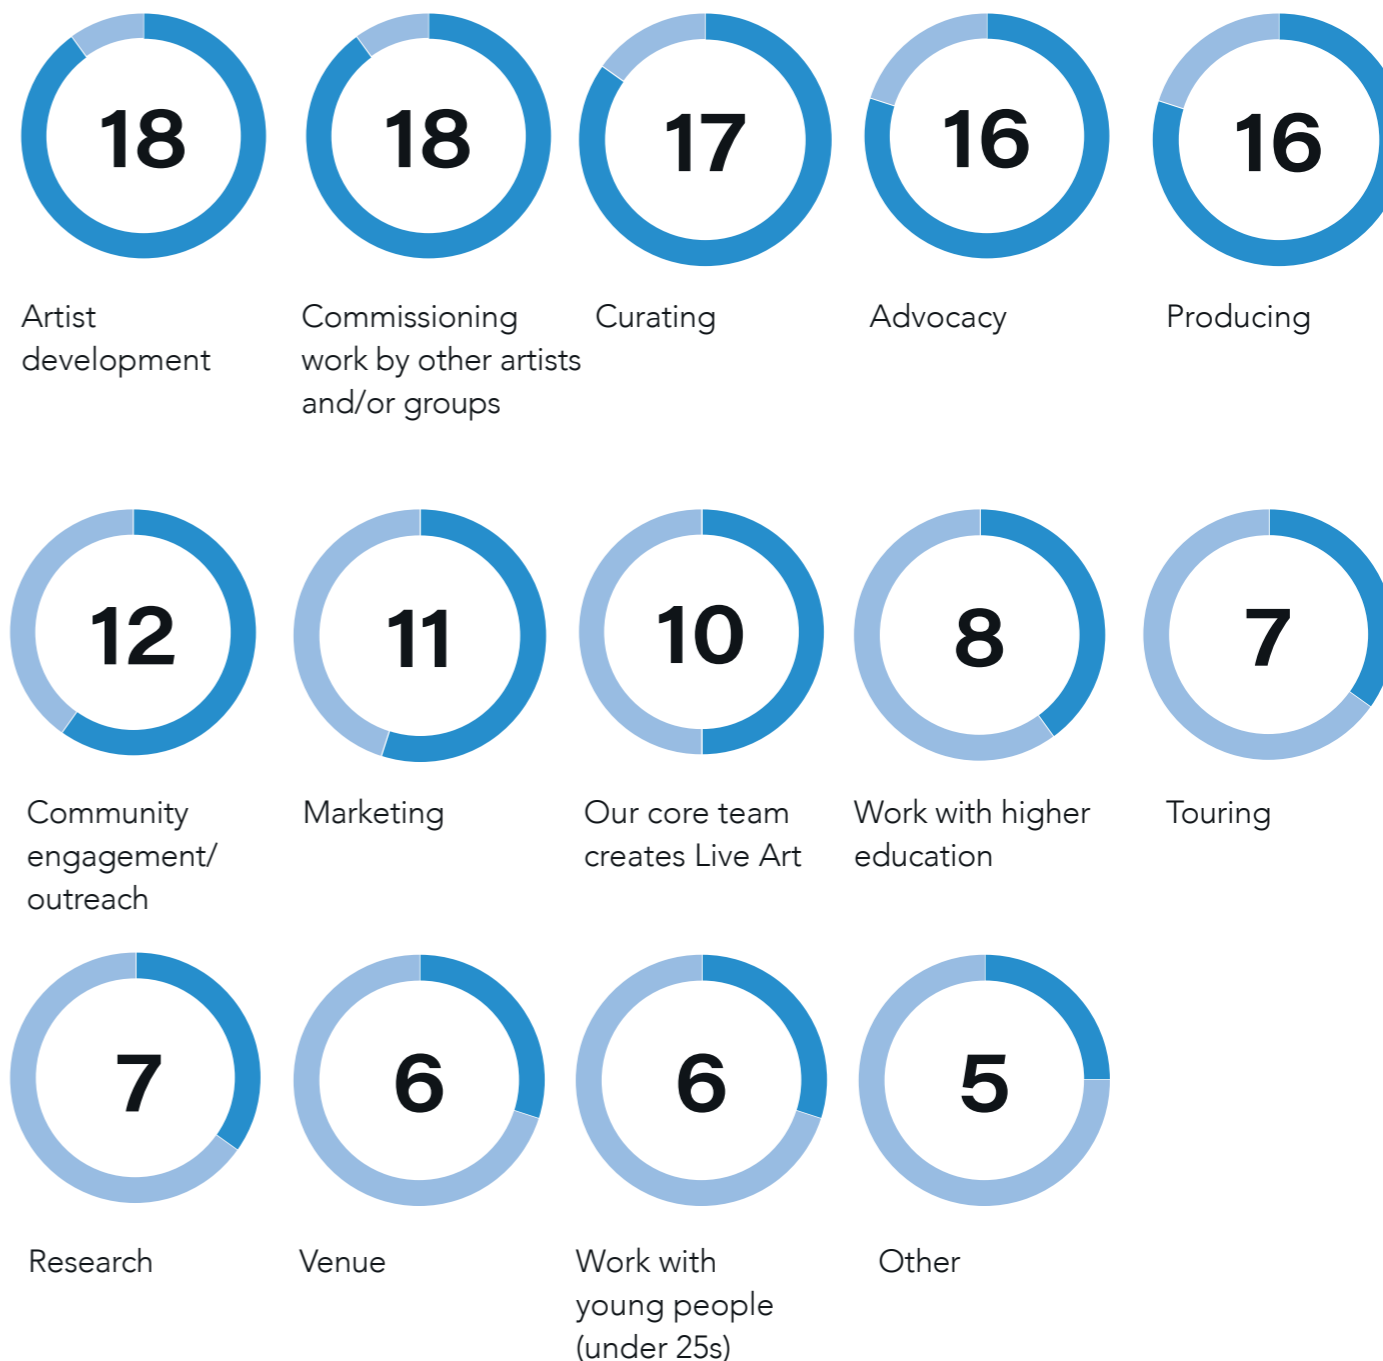 18
18
17
16
16
Artist
development
Commissioning
work by other artists
and/or groups
Curating
Advocacy
Producing
12
11
10
8
7
Community
engagement/
outreach
Marketing
Our core team
creates Live Art
Work with higher
education
Touring
7
6
6
5
Research
Venue
Work with
young people
(under 25s)
Other